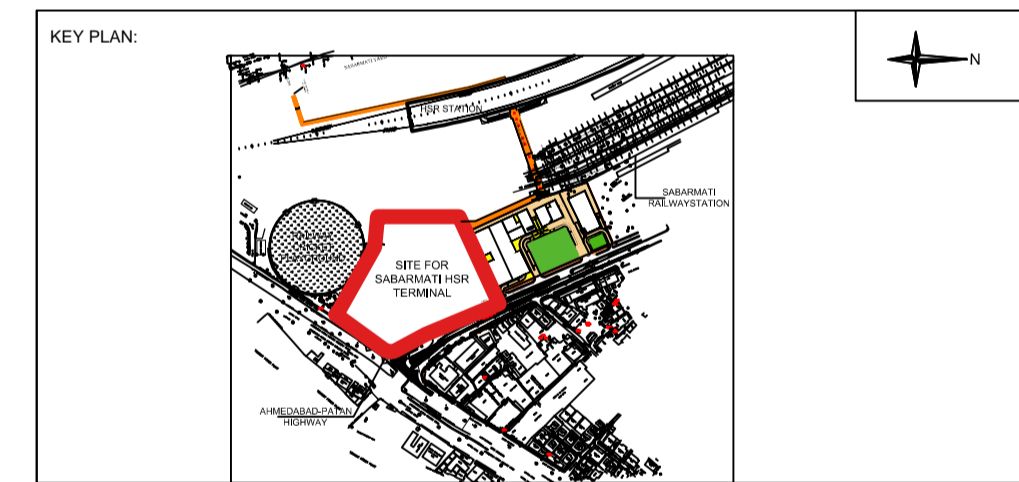 KEY PLAN:
N
HSR STATION
SABARMATI
RAILWAYSTATION
SITE FOR
SABARMATI HSR
TERMINAL
AHMEDABAD-PATAN
HIGHWAY